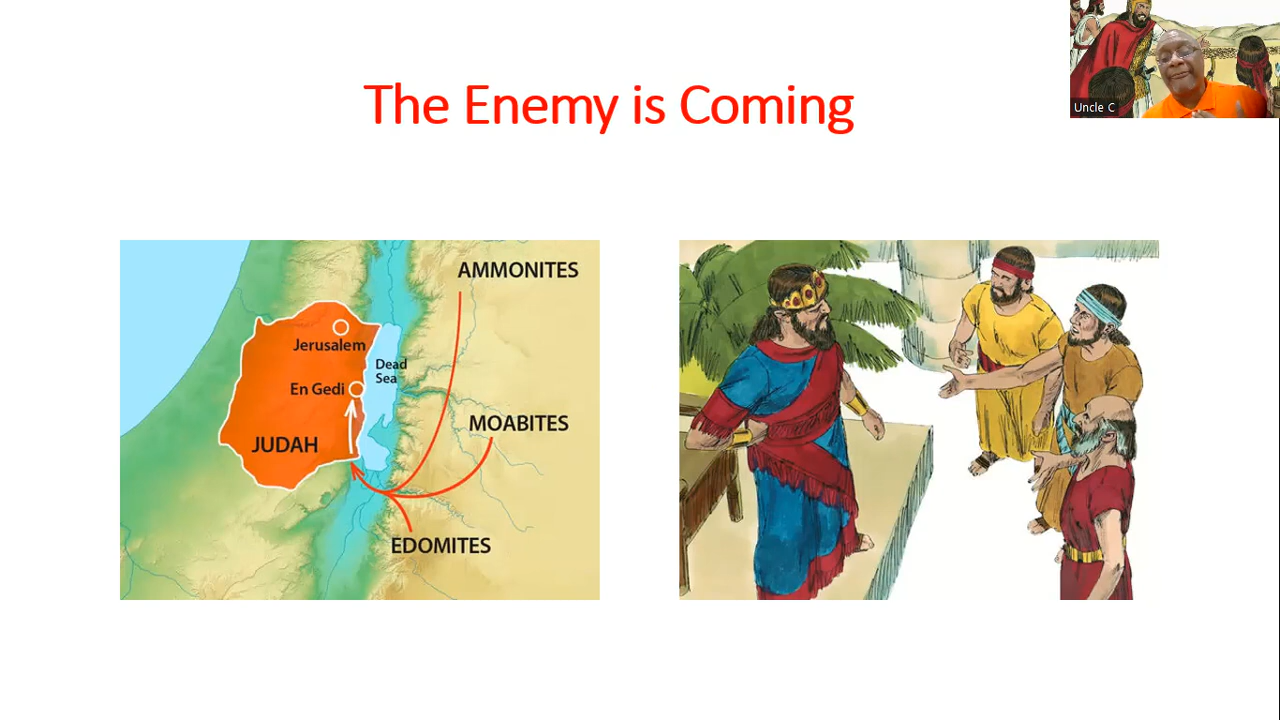 The Enemy is Coming
Uncle C
AMMONITES
Jerusalem
Dead
Sea
En Gedi
MOABITES
JUDAH
EDOMITES